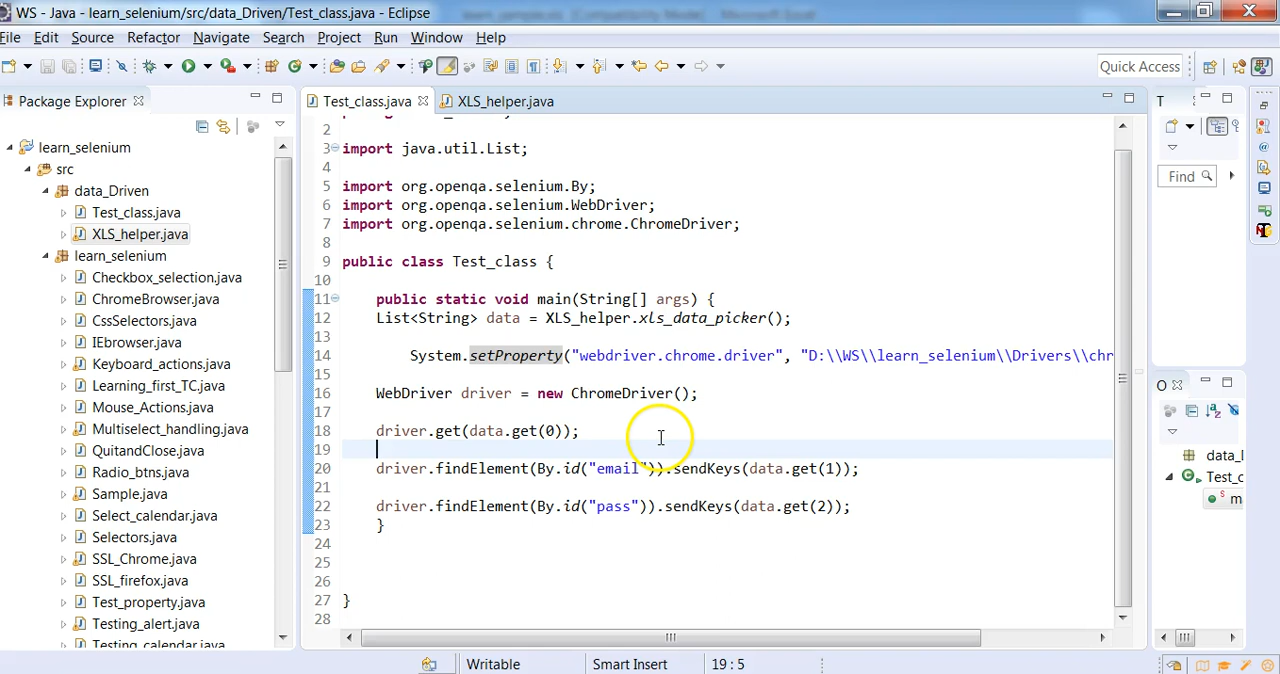 WS - Java - learn_selenium/src/data_Driven/Test_class.java - Eclipse
File Edit Source Refactor Navigate Search Project Run Window Help
Quick Access
Package Explorer
learn_selenium
src
data_Driven
Test_class.java
XLS_helper.java
learn_selenium
Checkbox_selection.java
ChromeBrowser.java
CssSelectors.java
IEbrowser.java
Keyboard_actions.java
Learning_first_TC.java
Mouse_Actions.java
Multiselect_handling.java
QuitandClose.java
Radio_btns.java
Sample.java
Select_calendar.java
Selectors.java
SSL_Chrome.java
SSL_firefox.java
Test_property.java
Testing_alert.java
Testing_calendar.java
Test_class.java XLS_helper.java
2
3 import java.util.List;
4
5 import org.openqa.selenium.By;
6 import org.openqa.selenium.WebDriver;
7 import org.openqa.selenium.chrome.ChromeDriver;
8
9 public class Test_class {
10
11 public static void main(String[] args) {
12 List<String> data = XLS_helper.xls_data_picker();
13
14 System.setProperty("webdriver.chrome.driver", "D:\\WS\\learn_selenium\\Drivers\\chr
15
16 WebDriver driver = new ChromeDriver();
17
18 driver.get(data.get(0));
19
20 driver.findElement(By.id("email")).sendKeys(data.get(1));
21
22 driver.findElement(By.id("pass")).sendKeys(data.get(2));
23 }
24
25
26
27 }
28
T
Find
O
data_
Test_c
m
Writable Smart Insert 19 : 5